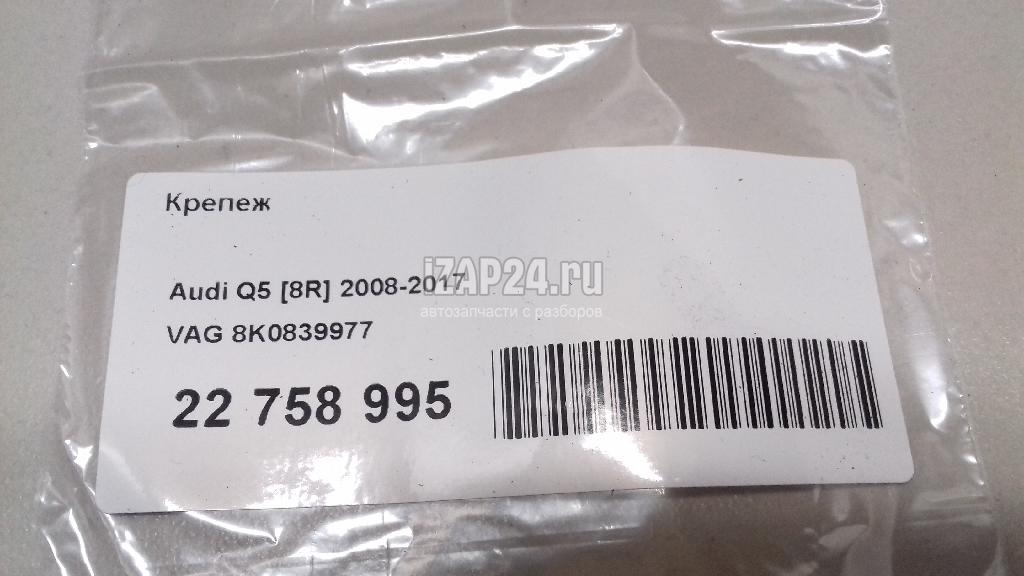 Крепеж
iZAP24.ru
Audi Q5 [8R] 2008-2017
автозапчасти с разборов
VAG 8K0839977
22 758 995